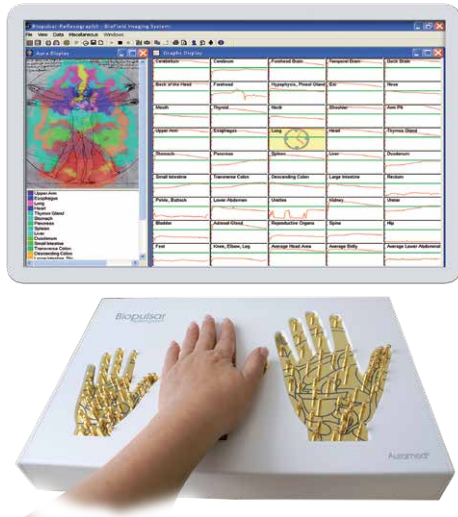 Biopulsar-Reflexograph® - Biofield Imaging System
File View Data Miscellaneous Windows
Aura Display
Graphs Display
Cerebellum Cerebrum Forehead Brain Temporal Brain Back Brain
Back of the Head Forehead Hypophysis, Pineal Gland Ear Nose
Mouth Thyroid Neck Shoulder Arm Pit
Upper Arm Esophagus Lung Heart Thymus Gland
Stomach Pancreas Spleen Liver Duodenum
Small Intestine Transverse Colon Descending Colon Large Intestine Rectum
Pelvis, Buttock Lower Abdomen Uterus Kidney Ureter
Bladder Adrenal Gland Reproductive Organs Spine Hip
Feet Knee, Elbow, Leg Average Head Area Average Belly Average Lower Abdominal
Upper Arm
Esophagus
Lung
Heart
Thymus Gland
Stomach
Pancreas
Spleen
Liver
Duodenum
Small Intestine
Transverse Colon
Descending Colon
Biopulsar
Auramed®